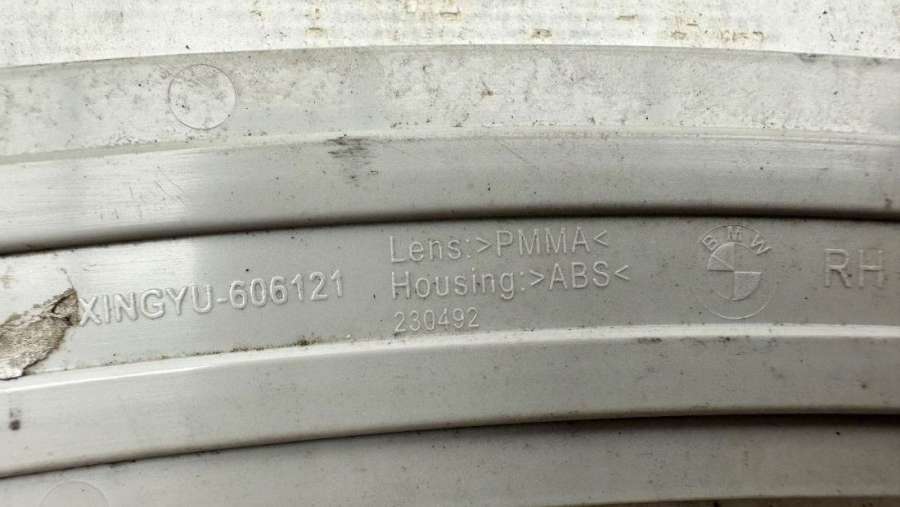 XINGYU-606121
Lens:>PMMA<
Housing:>ABS<
230492
BMW
RH